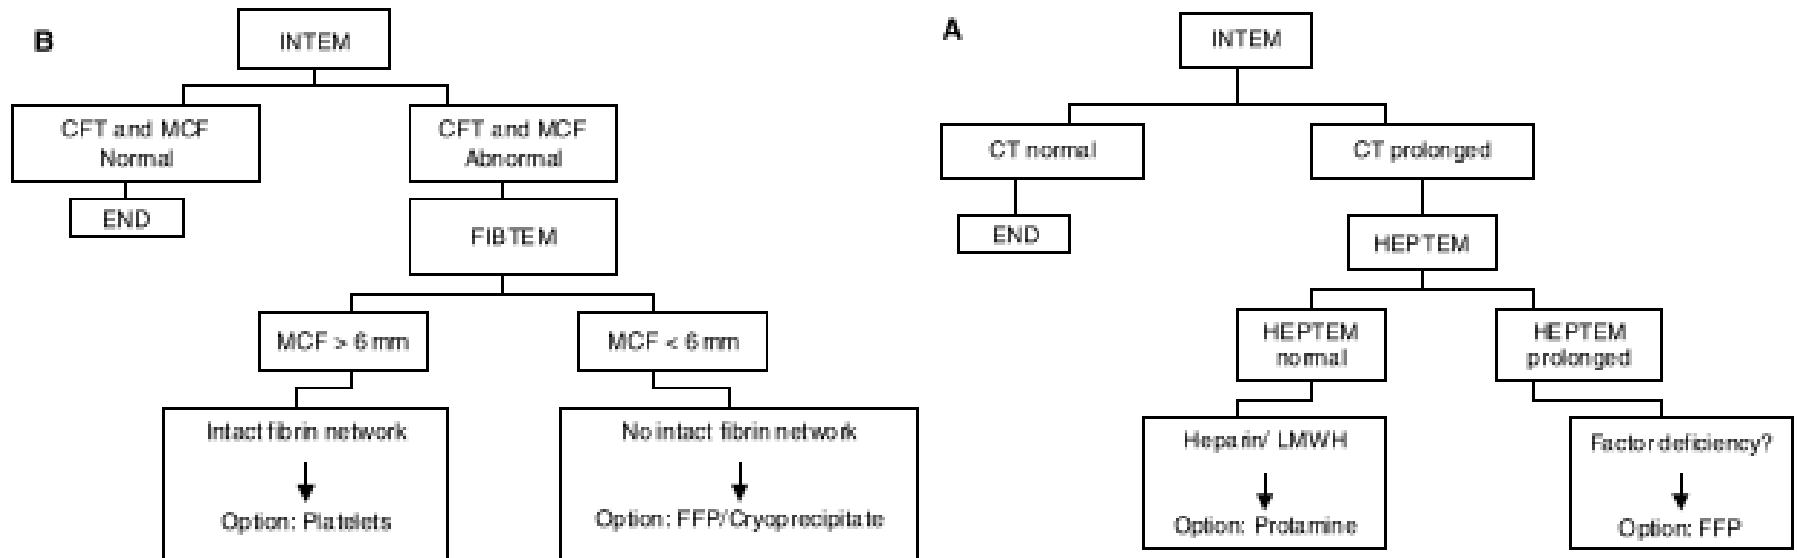 B
INTEM
CFT and MCF
Normal
CFT and MCF
Abnormal
END
FIBTEM
MCF > 6 mm
MCF < 6 mm
Intact fibrin network
Option: Platelets
No intact fibrin network
Option: FFP/Cryoprecipitate
A
INTEM
CT normal
CT prolonged
END
HEPTEM
HEPTEM
normal
HEPTEM
prolonged
Heparin/ LMWH
Option: Protamine
Factor deficiency?
Option: FFP